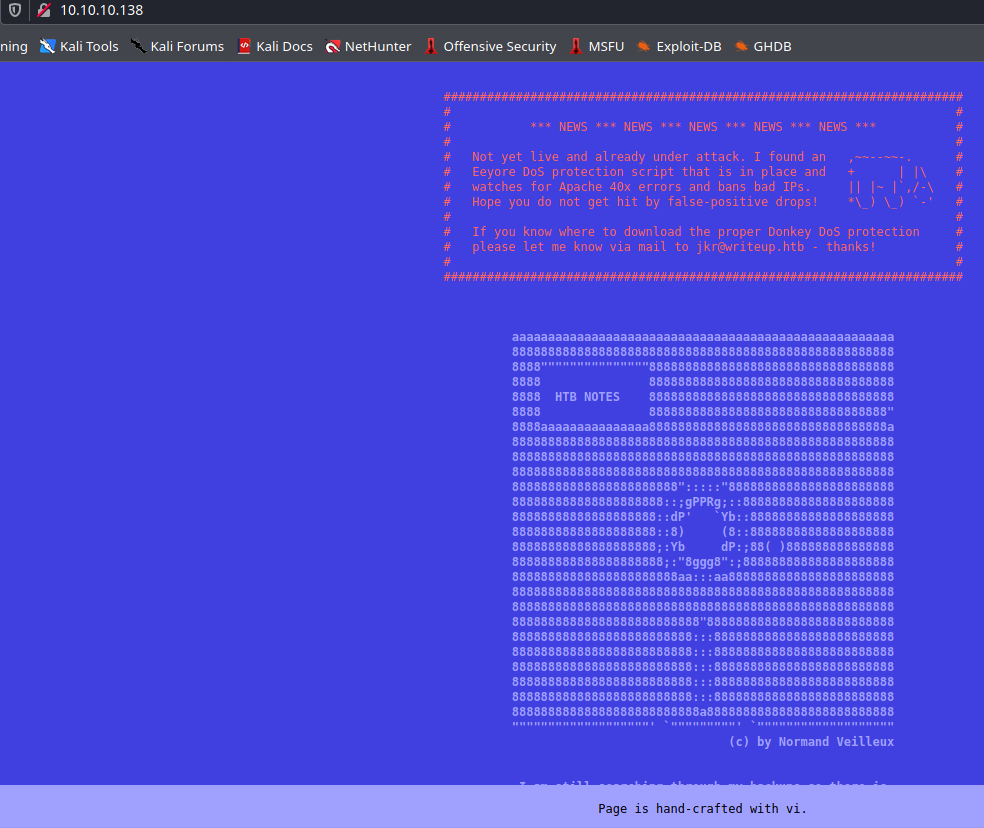 10.10.10.138
ning Kali Tools Kali Forums Kali Docs NetHunter Offensive Security MSFU Exploit-DB GHDB
########################################################################
#                                                                      #
#           *** NEWS *** NEWS *** NEWS *** NEWS *** NEWS ***           #
#                                                                      #
#   Not yet live and already under attack. I found an   ,~~--~~-.      #
#   Eeyore DoS protection script that is in place and   +      | |\    #
#   watches for Apache 40x errors and bans bad IPs.     || |~ |`,/-\   #
#   Hope you do not get hit by false-positive drops!    *\_) \_) `-'   #
#                                                                      #
#   If you know where to download the proper Donkey DoS protection     #
#   please let me know via mail to jkr@writeup.htb - thanks!           #
#                                                                      #
########################################################################
HTB NOTES
(c) by Normand Veilleux
I am still searching through my backups so there is
Page is hand-crafted with vi.